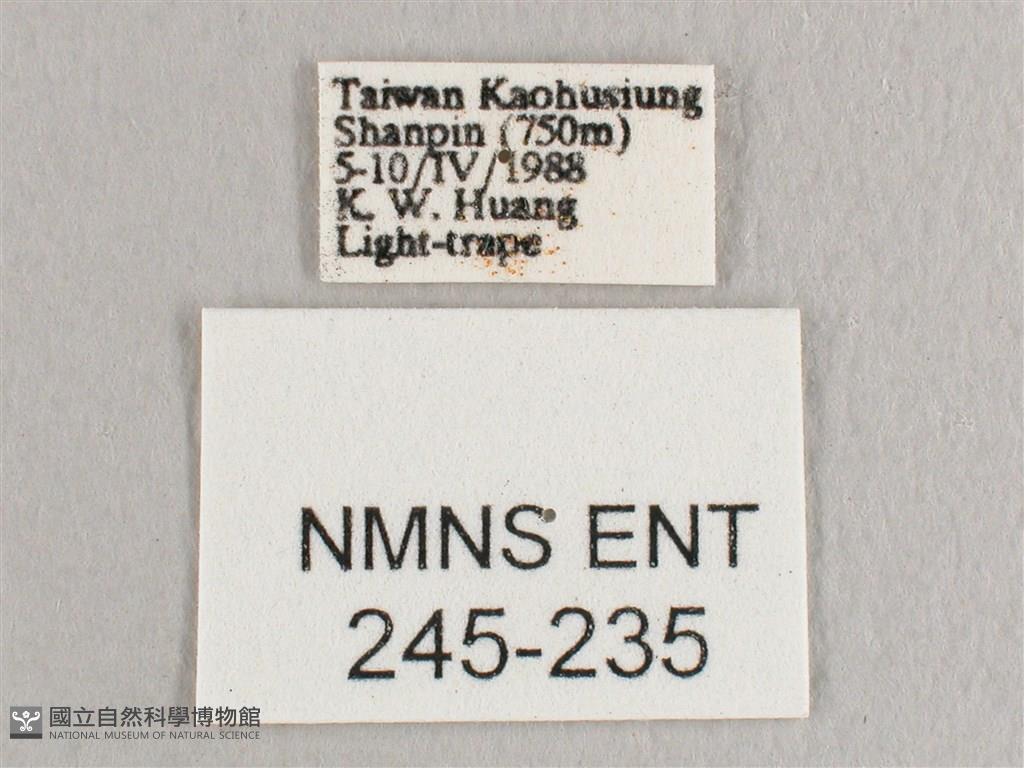 Taiwan Kaohusiung
Shanpin (750m)
5-10/IV/1988
K. W. Huang
Light-trape
NMNS ENT
245-235
國立自然科學博物館
NATIONAL MUSEUM OF NATURAL SCIENCE